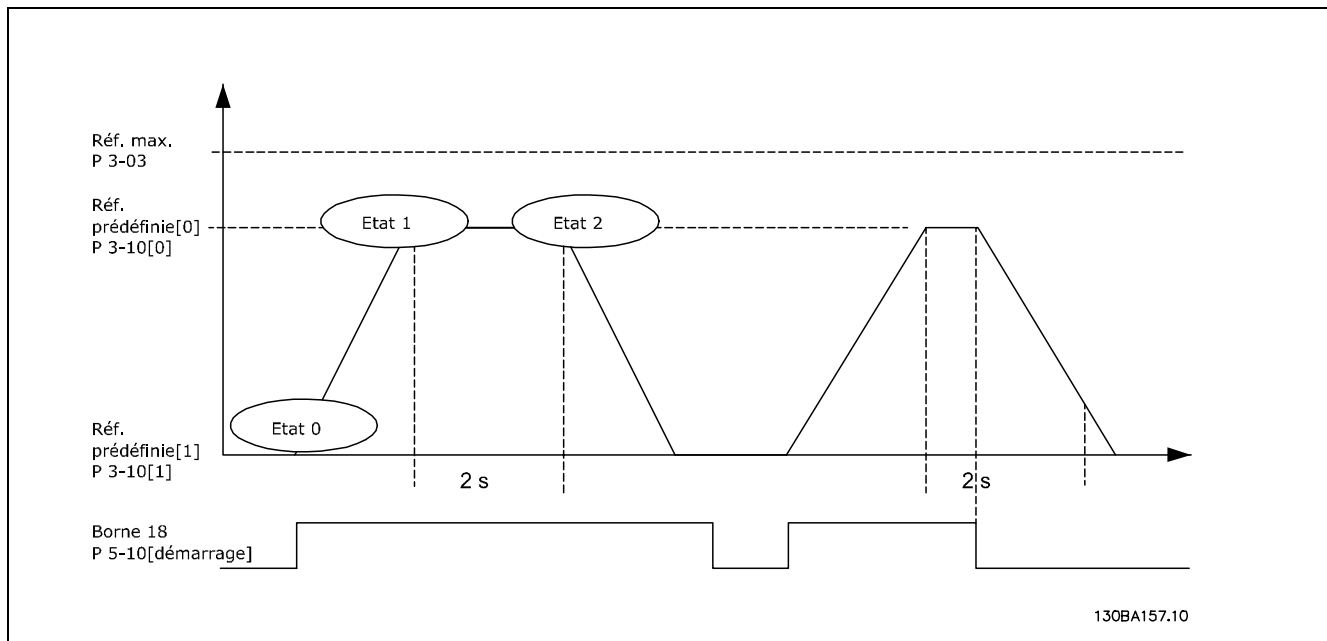 Réf. max.
P 3-03
Réf.
prédéfinie[0]
P 3-10[0]
Etat 1
Etat 2
Etat 0
Réf.
prédéfinie[1]
P 3-10[1]
2 s
2 s
Borne 18
P 5-10[démarrage]
130BA157.10